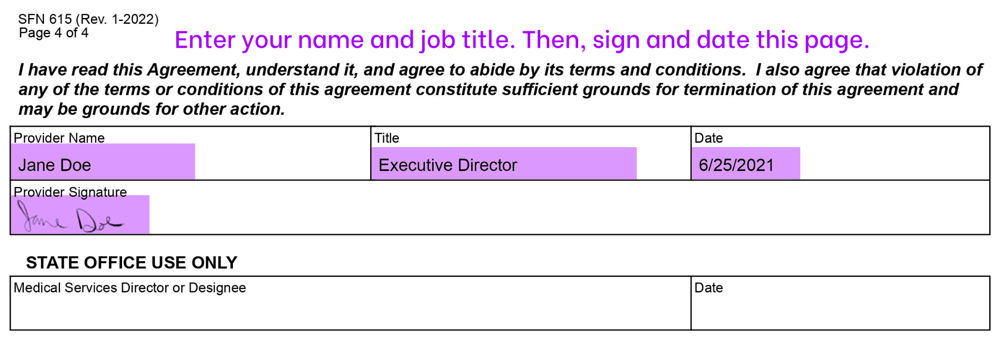 SFN 615 (Rev. 1-2022)
Page 4 of 4
Enter your name and job title. Then, sign and date this page.
I have read this Agreement, understand it, and agree to abide by its terms and conditions.  I also agree that violation of
any of the terms or conditions of this agreement constitute sufficient grounds for termination of this agreement and
may be grounds for other action.
Provider Name
Title
Date
Jane Doe
Executive Director
6/25/2021
Provider Signature
Jane Doe
STATE OFFICE USE ONLY
Medical Services Director or Designee
Date